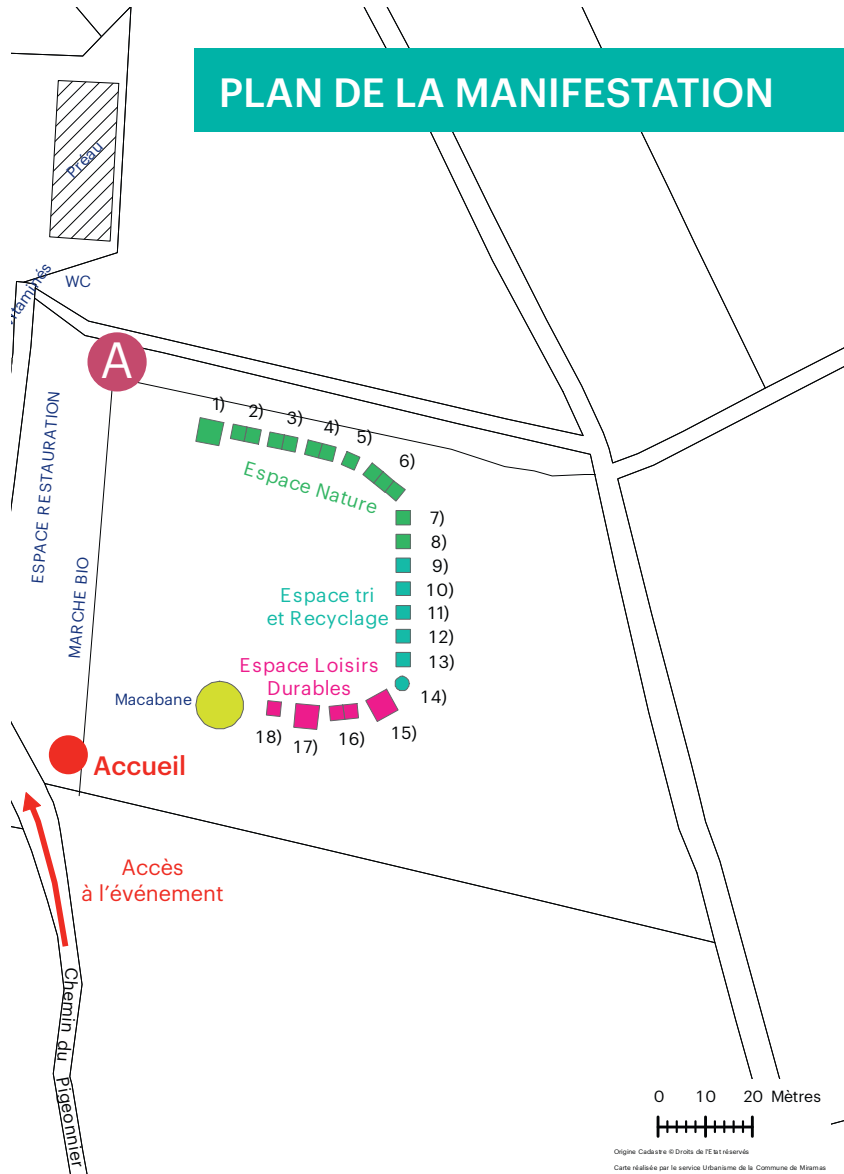 PLAN DE LA MANIFESTATION
Préau
WC
A
ESPACE RESTAURATION
MARCHE BIO
1)
2)
3)
4)
5)
6)
Espace Nature
7)
8)
9)
10)
11)
12)
13)
14)
Espace tri
et Recyclage
Espace Loisirs
Durables
Macabane
18)
17)
16)
15)
Accueil
Accès
à l'événement
Chemin du Pigeonnier
0 10 20 Mètres
Origine Cadastre © Droits de l'Etat réservés
Carte réalisée par le service Urbanisme de la Commune de Miramas